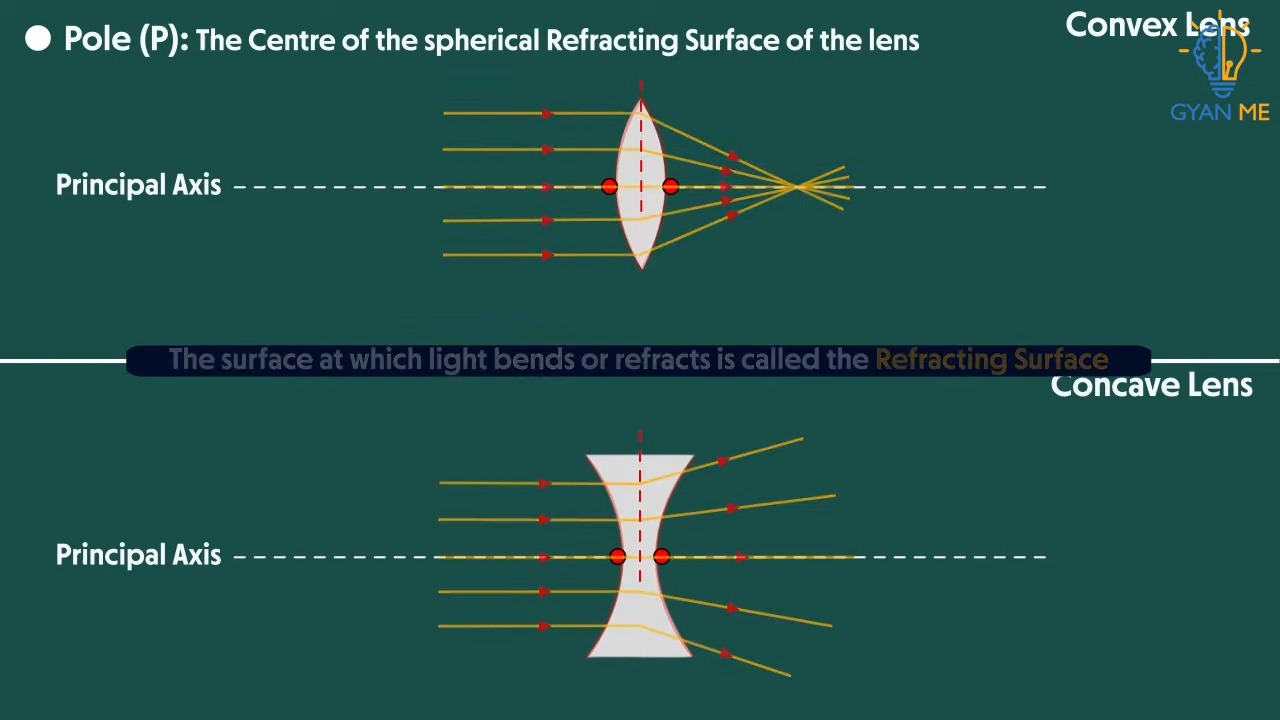 Pole (P): The Centre of the spherical Refracting Surface of the lens
Convex Lens
GYAN ME
Principal Axis
The surface at which light bends or refracts is called the Refracting Surface
Concave Lens
Principal Axis